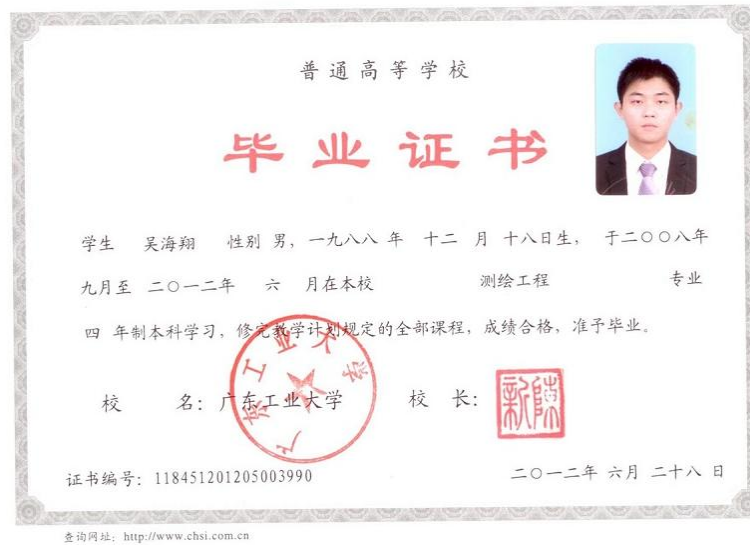 普通高等学校
毕业证书
学生 吴海翔 性别 男，一九八八 年 十二 月 十八日生， 于二〇〇八年
九月至 二〇一二年 六 月在本校 测绘工程 专业
四 年制本科学习，修完教学计划规定的全部课程，成绩合格，准予毕业。
广东工业大学
校 名：广东工业大学 校 长：
证书编号：118451201205003990 二〇一二年 六月 二十八 日
查询网址：http://www.chsi.com.cn